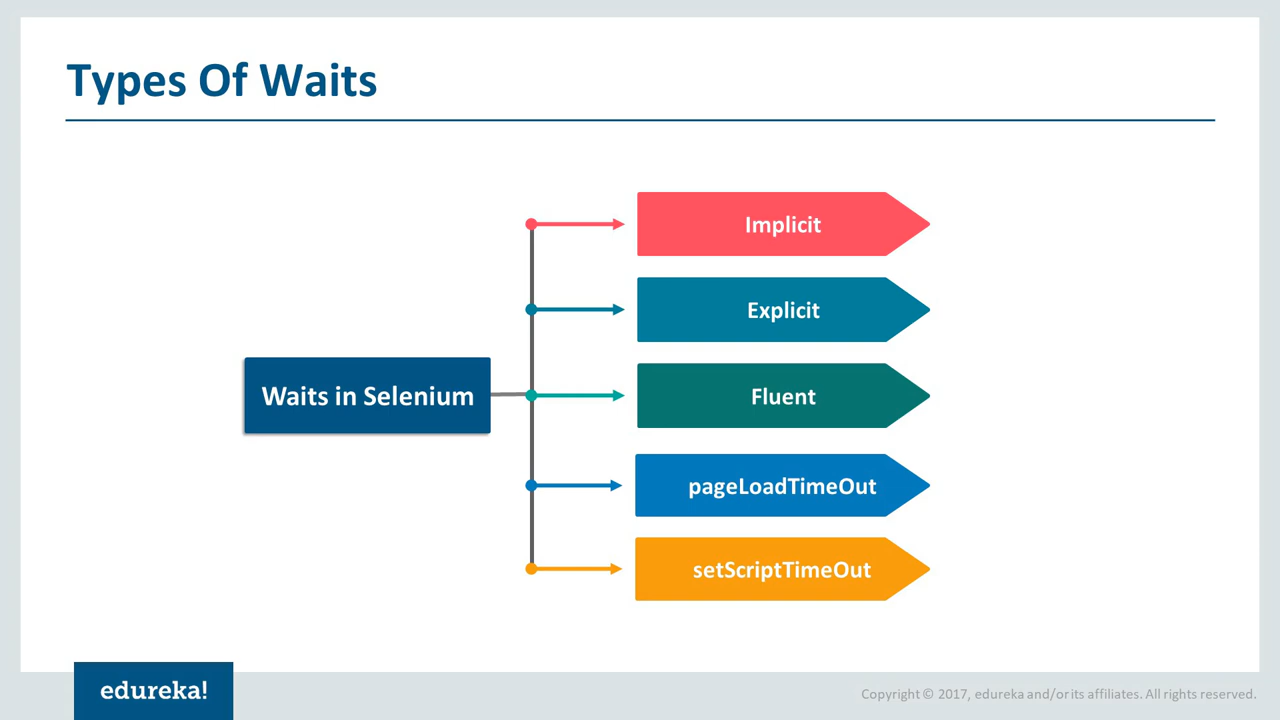 Types Of Waits
Implicit
Explicit
Waits in Selenium
Fluent
pageLoadTimeOut
setScriptTimeOut
edureka!
Copyright © 2017, edureka and/or its affiliates. All rights reserved.